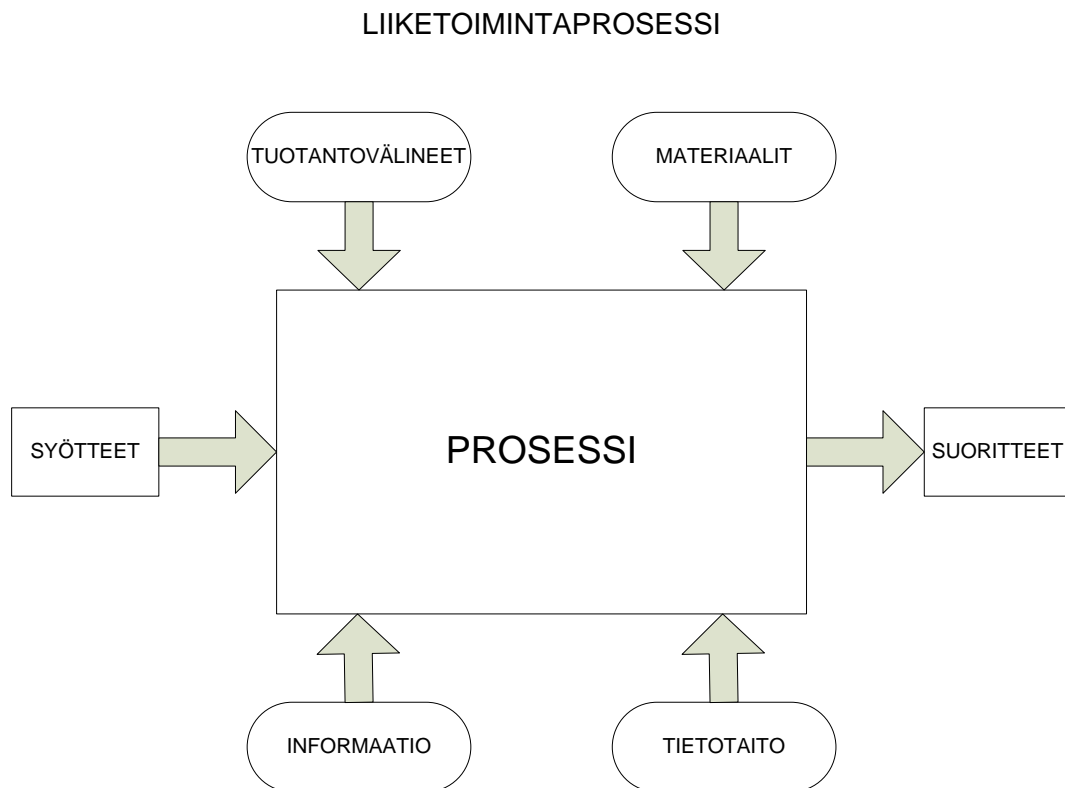 LIIKETOIMINTAPROSESSI
TUOTANTOVÄLINEET
MATERIAALIT
SYÖTTEET
PROSESSI
SUORITTEET
INFORMAATIO
TIETOTAITO